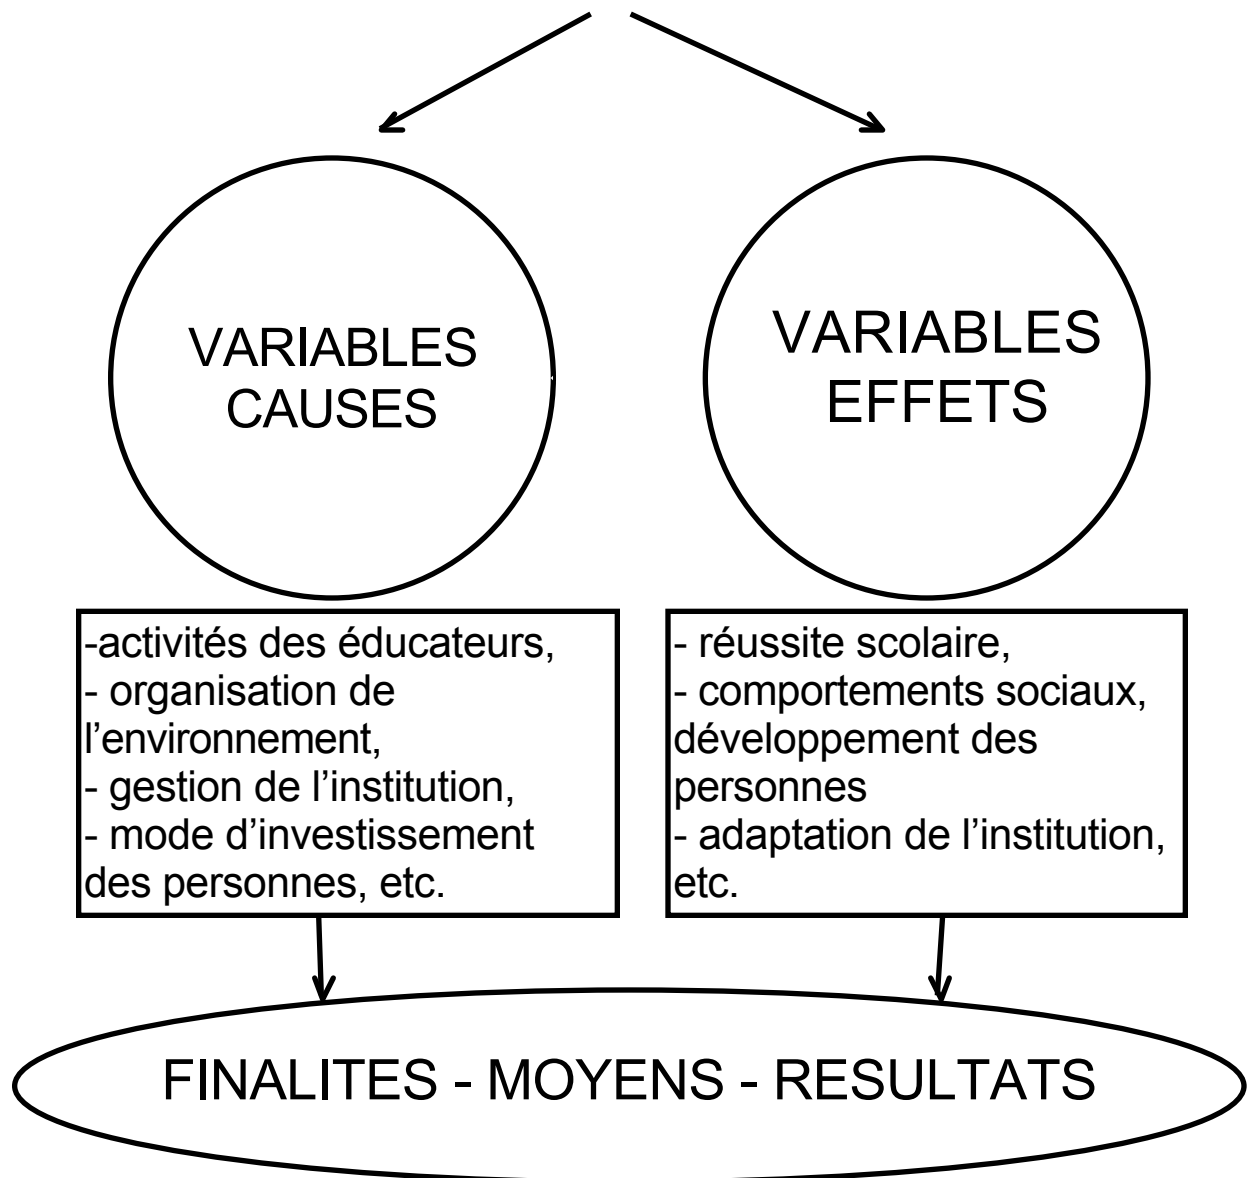 VARIABLES
CAUSES
VARIABLES
EFFETS
-activités des éducateurs,
- organisation de
l’environnement,
- gestion de l’institution,
- mode d’investissement
des personnes, etc.
- réussite scolaire,
- comportements sociaux,
développement des
personnes
- adaptation de l’institution,
etc.
FINALITES - MOYENS - RESULTATS